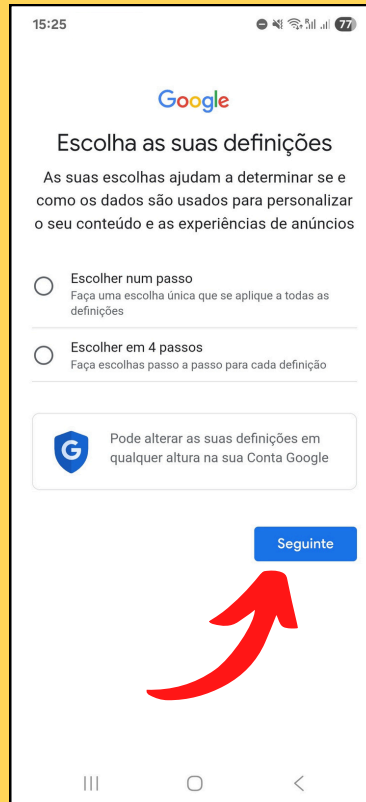 15:25
77
Google
Escolha as suas definições
As suas escolhas ajudam a determinar se e
como os dados são usados para personalizar
o seu conteúdo e as experiências de anúncios
Escolher num passo
Faça uma escolha única que se aplique a todas as
definições
Escolher em 4 passos
Faça escolhas passo a passo para cada definição
G
Pode alterar as suas definições em
qualquer altura na sua Conta Google
Seguinte